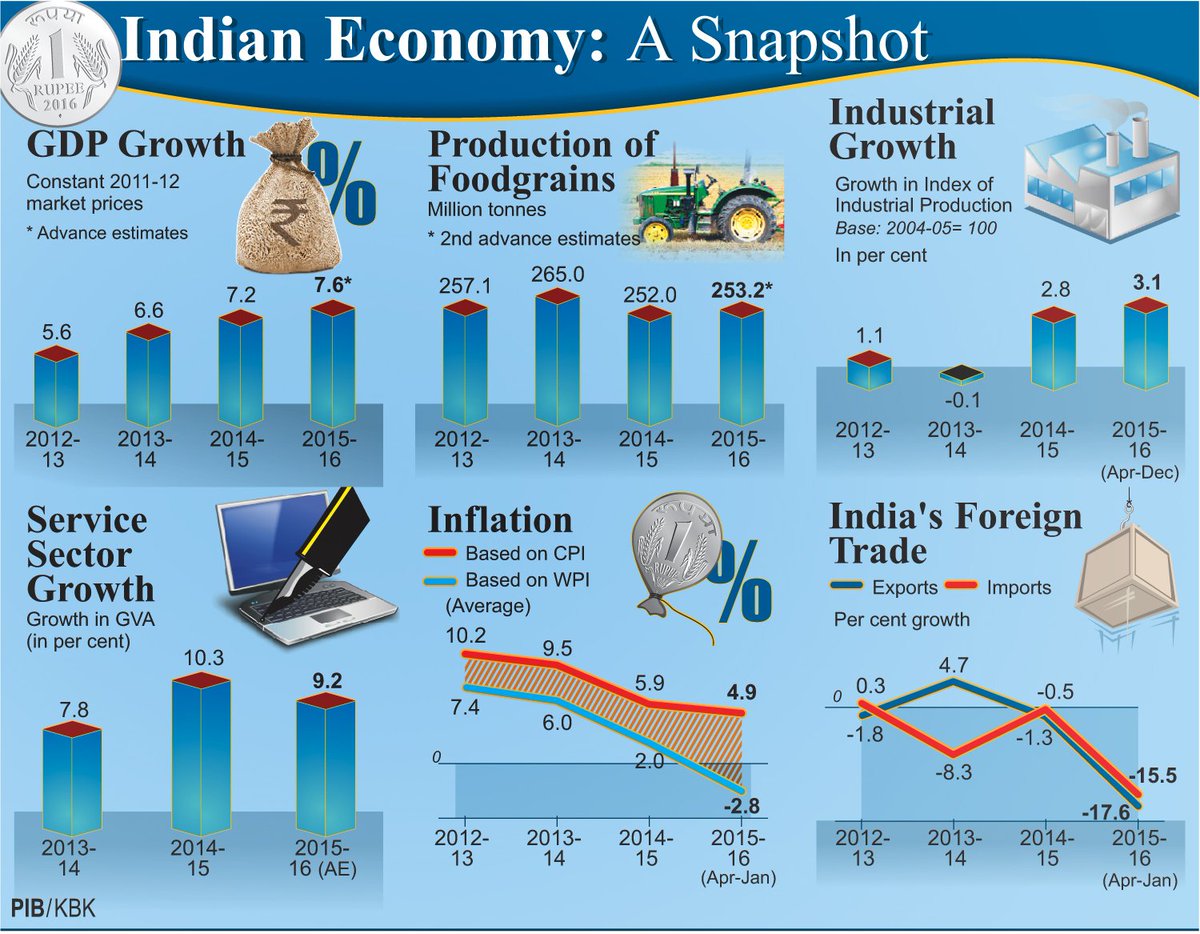 रुपया
1
RUPEE
2016
Indian Economy: A Snapshot
GDP Growth
Constant 2011-12
market prices
* Advance estimates
₹
%
5.6
6.6
7.2
7.6*
2012-
13
2013-
14
2014-
15
2015-
16
Production of
Foodgrains
Million tonnes
* 2nd advance estimates
257.1
265.0
252.0
253.2*
2012-
13
2013-
14
2014-
15
2015-
16
Industrial
Growth
Growth in Index of
Industrial Production
Base: 2004-05= 100
In per cent
1.1
-0.1
2.8
3.1
2012-
13
2013-
14
2014-
15
2015-
16
(Apr-Dec)
Service
Sector
Growth
Growth in GVA
(in per cent)
7.8
10.3
9.2
2013-
14
2014-
15
2015-
16 (AE)
Inflation
Based on CPI
Based on WPI
(Average)
रुपया
1
RUPEE
%
10.2
9.5
5.9
4.9
7.4
6.0
2.0
-2.8
0
2012-
13
2013-
14
2014-
15
2015-
16
(Apr-Jan)
India's Foreign
Trade
Exports
Imports
Per cent growth
0
0.3
4.7
-0.5
-1.8
-8.3
-1.3
-15.5
-17.6
2012-
13
2013-
14
2014-
15
2015-
16
(Apr-Jan)
PIB/KBK